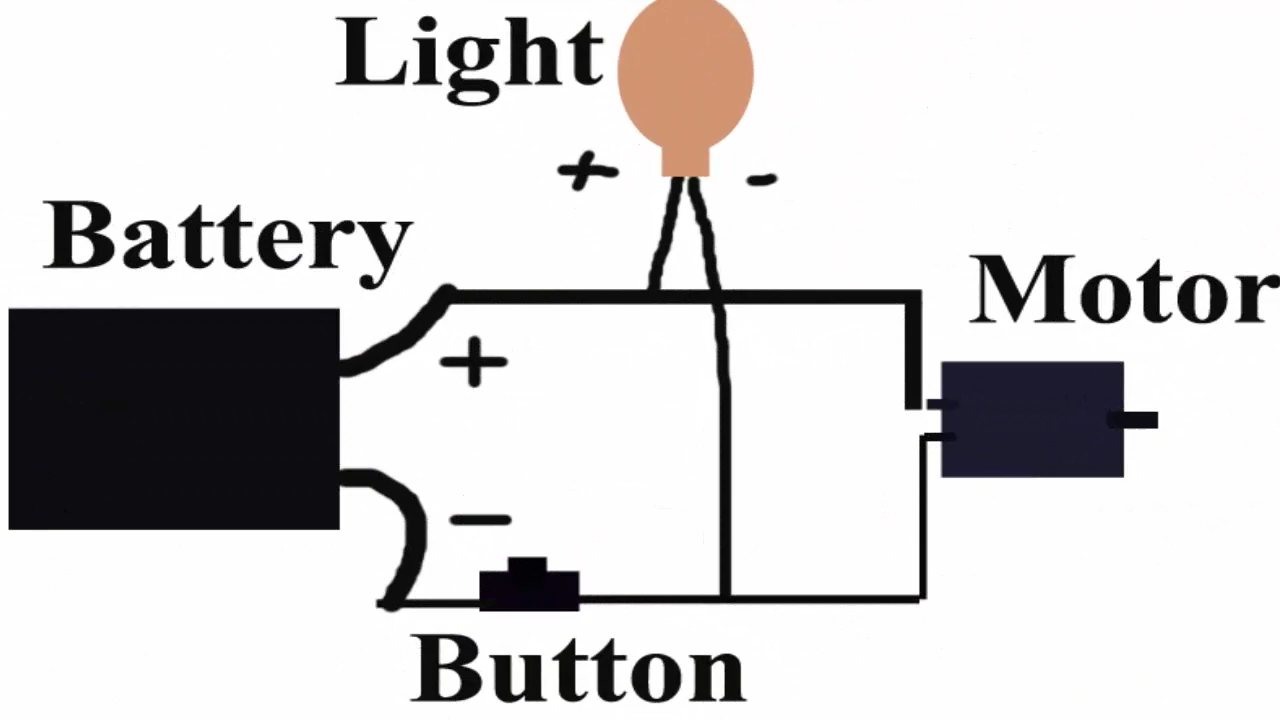 Light
+
-
Battery
Motor
+
-
Button